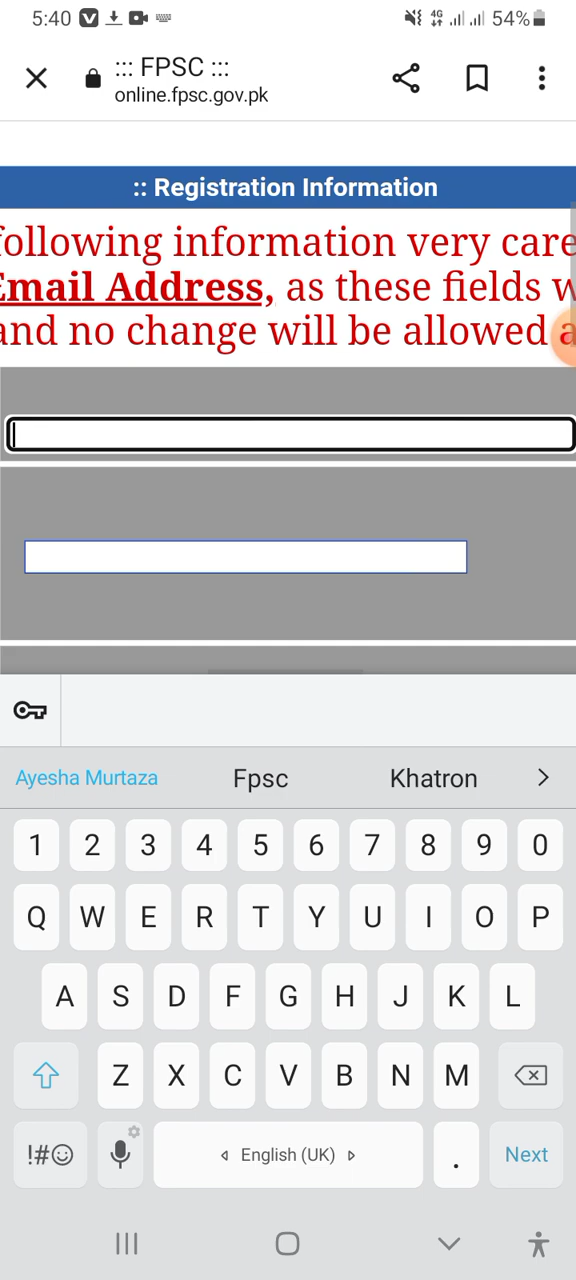 5:40 4G 54%
::: FPSC :::
online.fpsc.gov.pk
:: Registration Information
following information very care
Email Address, as these fields w
and no change will be allowed a
Ayesha Murtaza Fpsc Khatron
1 2 3 4 5 6 7 8 9 0
Q W E R T Y U I O P
A S D F G H J K L
Z X C V B N M
!#☺ English (UK) . Next